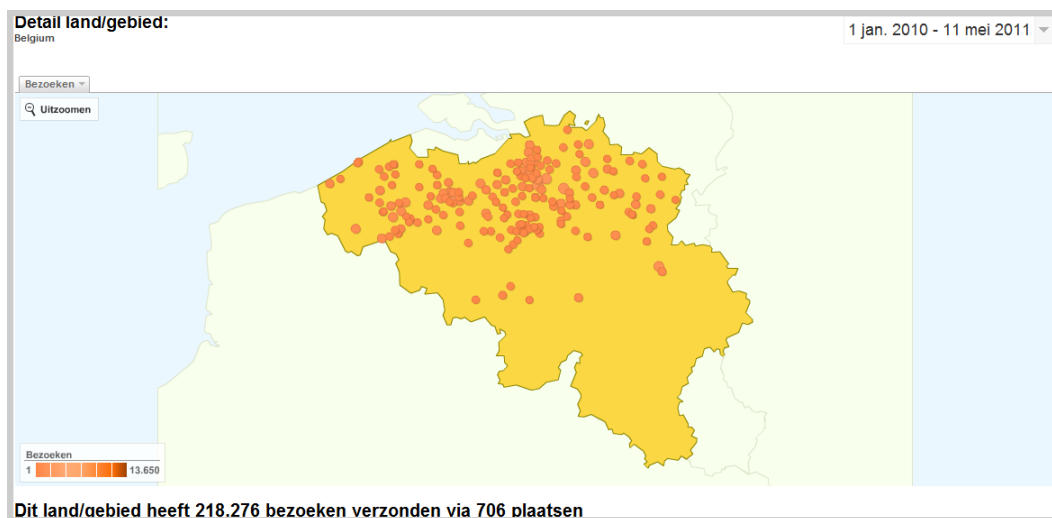 Detail land/gebied:
Belgium
1 jan. 2010 - 11 mei 2011
Bezoeken
Uitzoomen
Bezoeken
1 13.650
Dit land/gebied heeft 218.276 bezoeken verzonden via 706 plaatsen